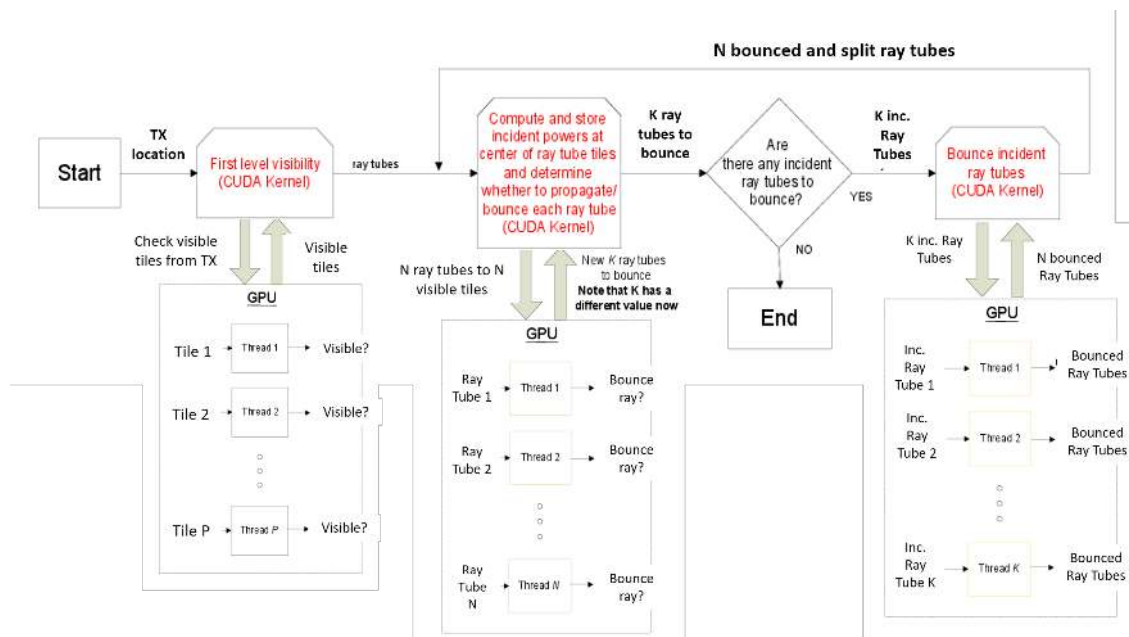 N bounced and split ray tubes
Start
TX
location
First level visibility
(CUDA Kernel)
ray tubes
Compute and store
incident powers at
center of ray tube tiles
and determine
whether to propagate/
bounce each ray tube
(CUDA Kernel)
K ray
tubes to
bounce
Are
there any incident
ray tubes to
bounce?
YES
NO
End
K inc.
Ray
Tubes
Bounce incident
ray tubes
(CUDA Kernel)
Check visible
tiles from TX
Visible
tiles
N ray tubes to N
visible tiles
New K ray tubes
to bounce
Note that K has a
different value now
K inc. Ray
Tubes
N bounced
Ray Tubes
GPU
Tile 1
Thread 1
Visible?
Tile 2
Thread 2
Visible?
Tile P
Thread P
Visible?
GPU
Ray
Tube 1
Thread 1
Bounce
ray?
Ray
Tube 2
Thread 2
Bounce
ray?
Ray
Tube
N
Thread N
Bounce
ray?
GPU
Inc.
Ray
Tube 1
Thread 1
Bounced
Ray Tubes
Inc.
Ray
Tube 2
Thread 2
Bounced
Ray Tubes
Inc.
Ray
Tube K
Thread K
Bounced
Ray Tubes